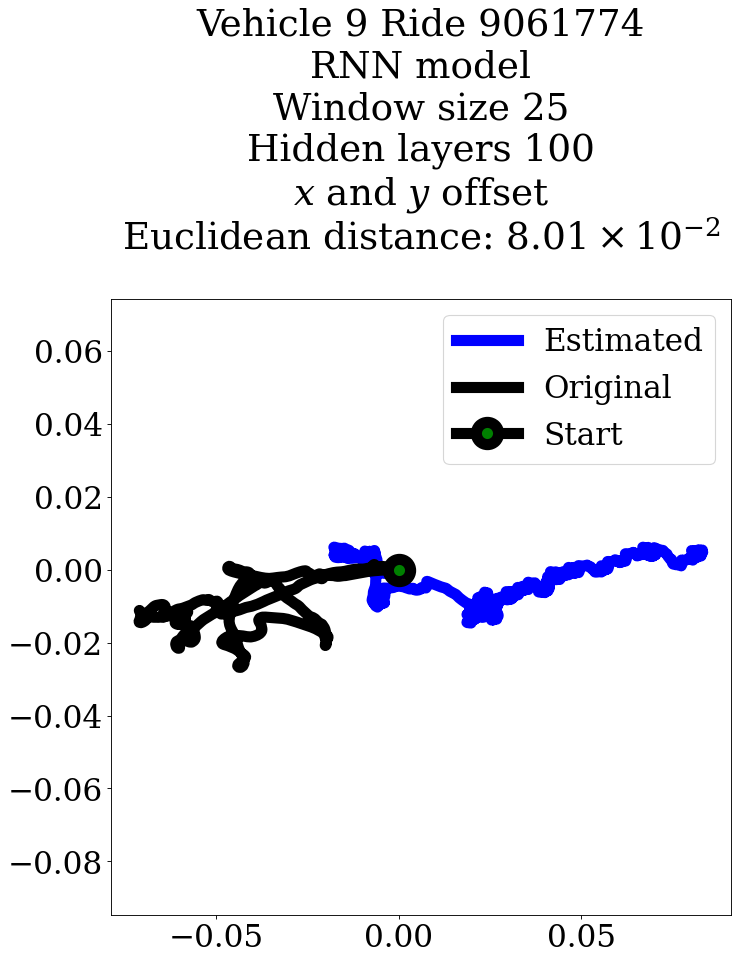 Vehicle 9 Ride 9061774
RNN model
Window size 25
Hidden layers 100
x and y offset
Euclidean distance: 8.01 × 10⁻²
Estimated
Original
Start
0.06
0.04
0.02
0.00
−0.02
−0.04
−0.06
−0.08
−0.05 0.00 0.05